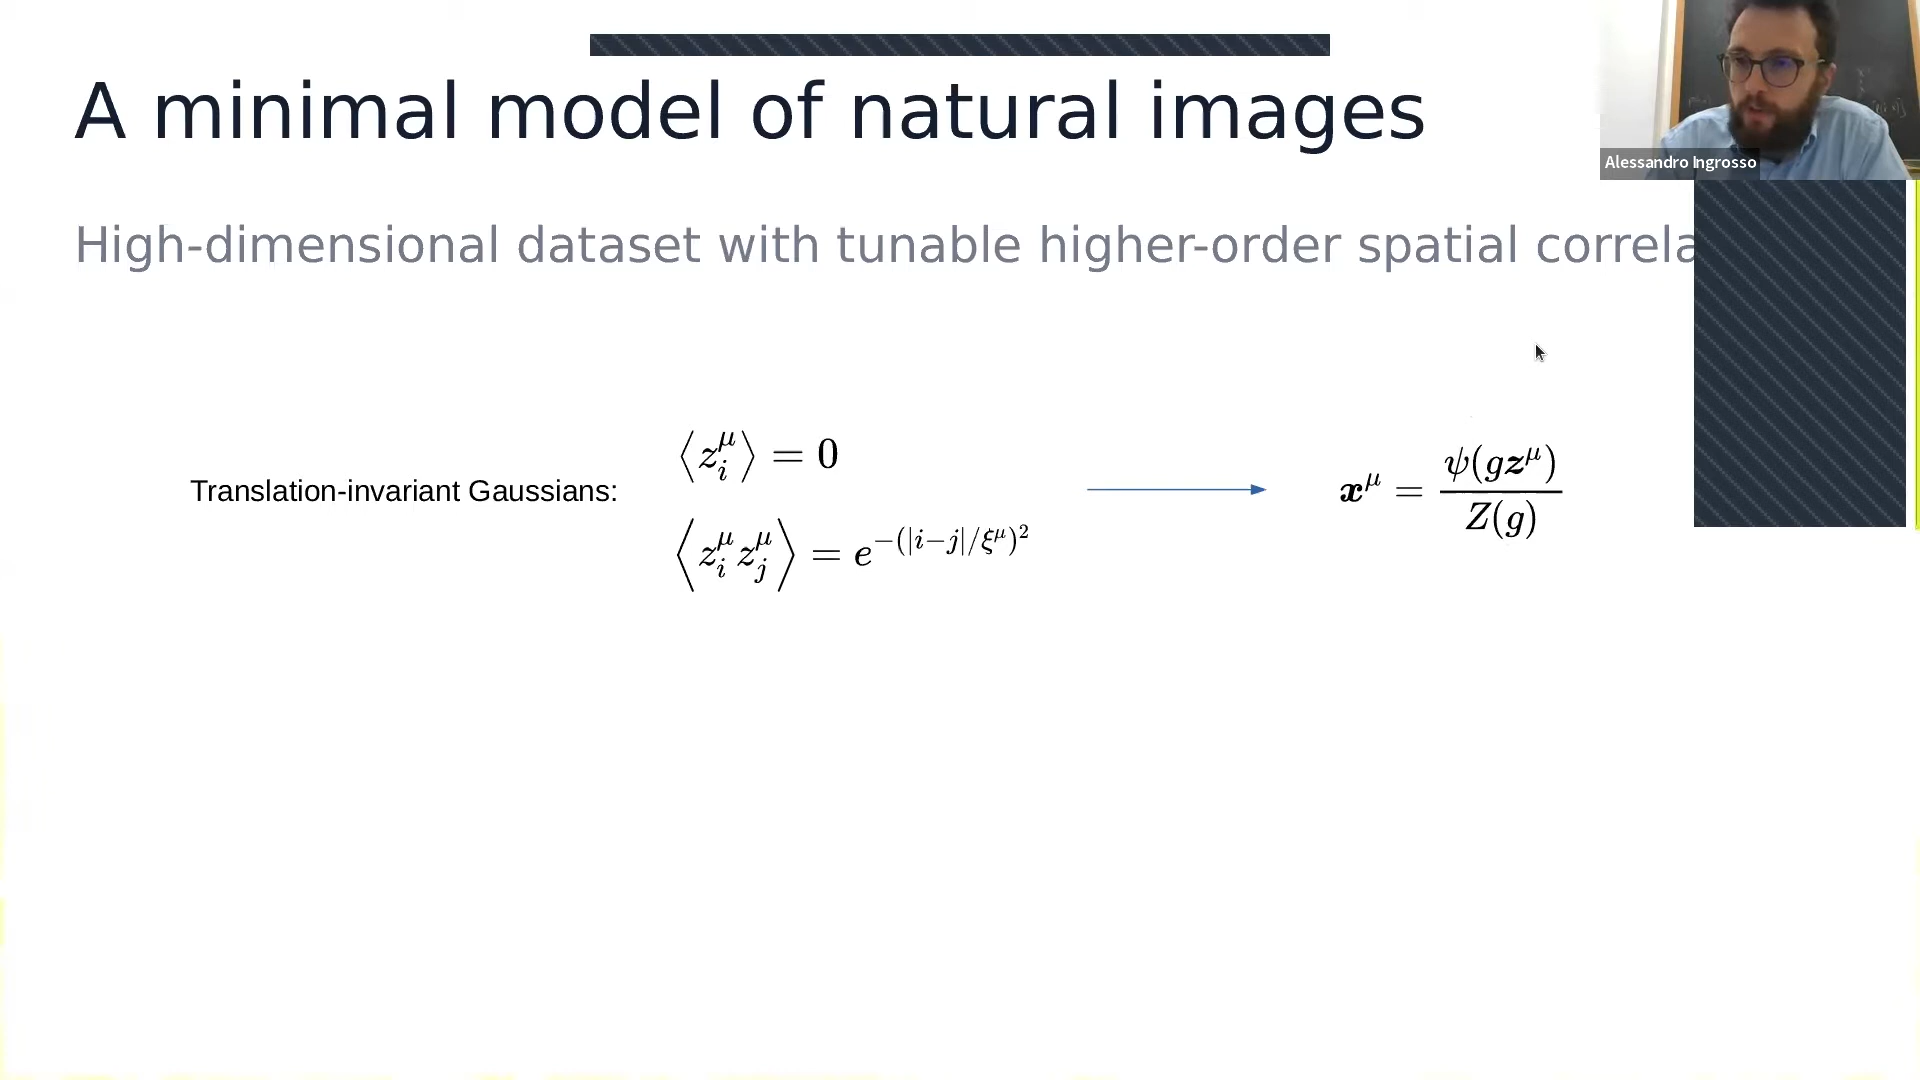 A minimal model of natural images
Alessandro Ingrosso
High-dimensional dataset with tunable higher-order spatial correla
⟨z_i^μ⟩ = 0
Translation-invariant Gaussians:
x^μ = ψ(gz^μ) / Z(g)
⟨z_i^μ z_j^μ⟩ = e^{−(|i−j|/ξ^μ)^2}